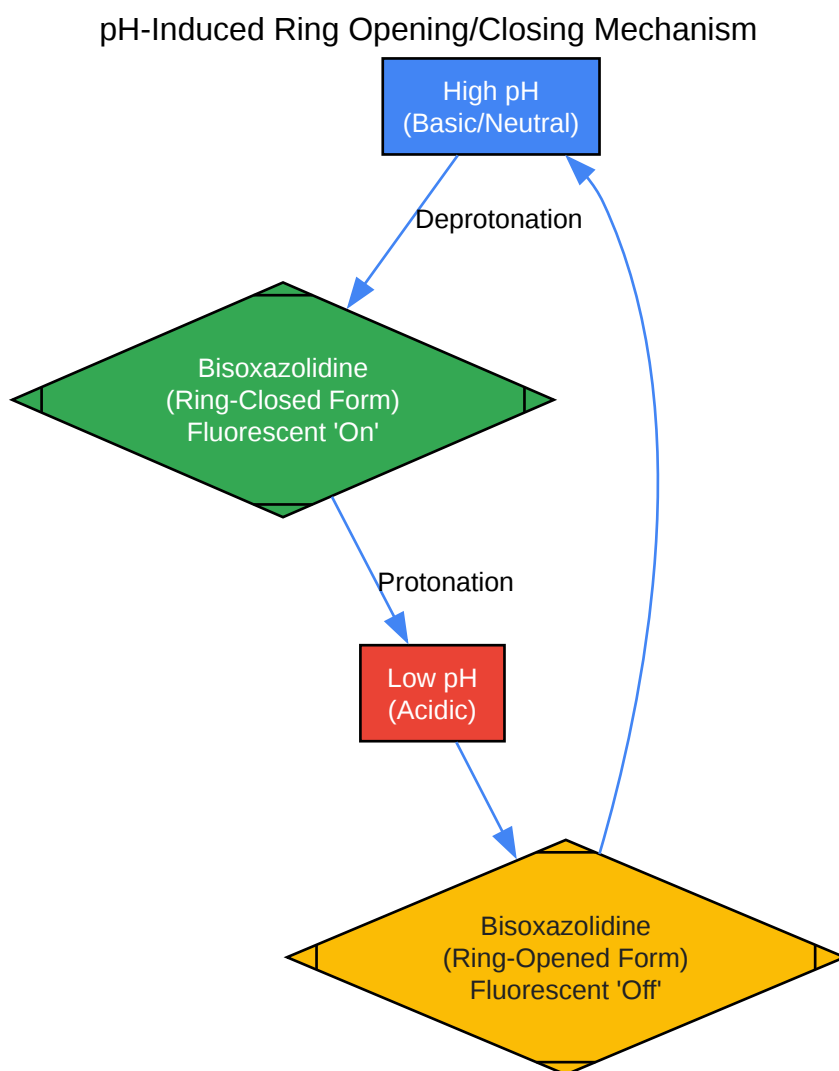 pH-Induced Ring Opening/Closing Mechanism
High pH
(Basic/Neutral)
Deprotonation
Bisoxazolidine
(Ring-Closed Form)
Fluorescent 'On'
Protonation
Low pH
(Acidic)
Bisoxazolidine
(Ring-Opened Form)
Fluorescent 'Off'